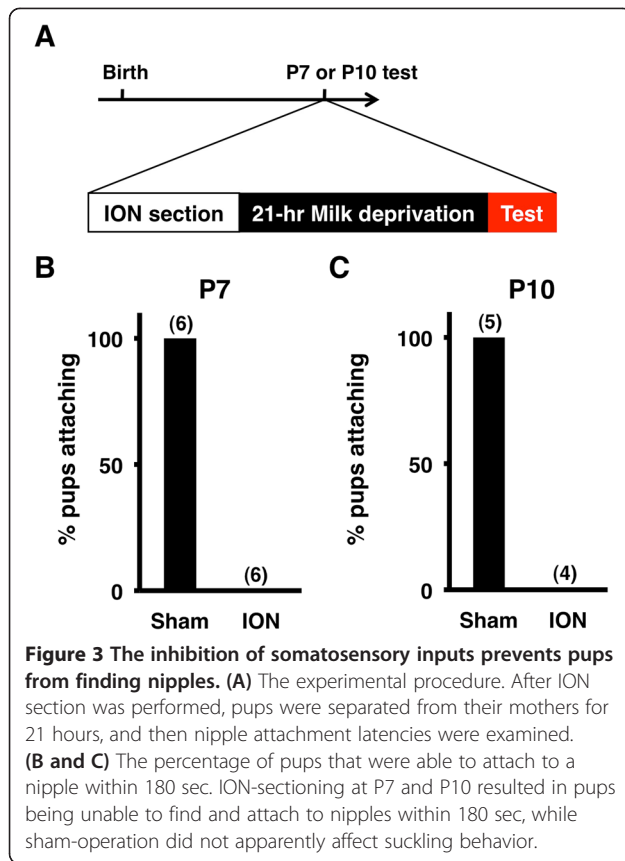 A
Birth P7 or P10 test
ION section 21-hr Milk deprivation Test
B
P7
% pups attaching
100
50
0
(6)
(6)
Sham ION
C
P10
% pups attaching
100
50
0
(5)
(4)
Sham ION
Figure 3 The inhibition of somatosensory inputs prevents pups
from finding nipples. (A) The experimental procedure. After ION
section was performed, pups were separated from their mothers for
21 hours, and then nipple attachment latencies were examined.
(B and C) The percentage of pups that were able to attach to a
nipple within 180 sec. ION-sectioning at P7 and P10 resulted in pups
being unable to find and attach to nipples within 180 sec, while
sham-operation did not apparently affect suckling behavior.